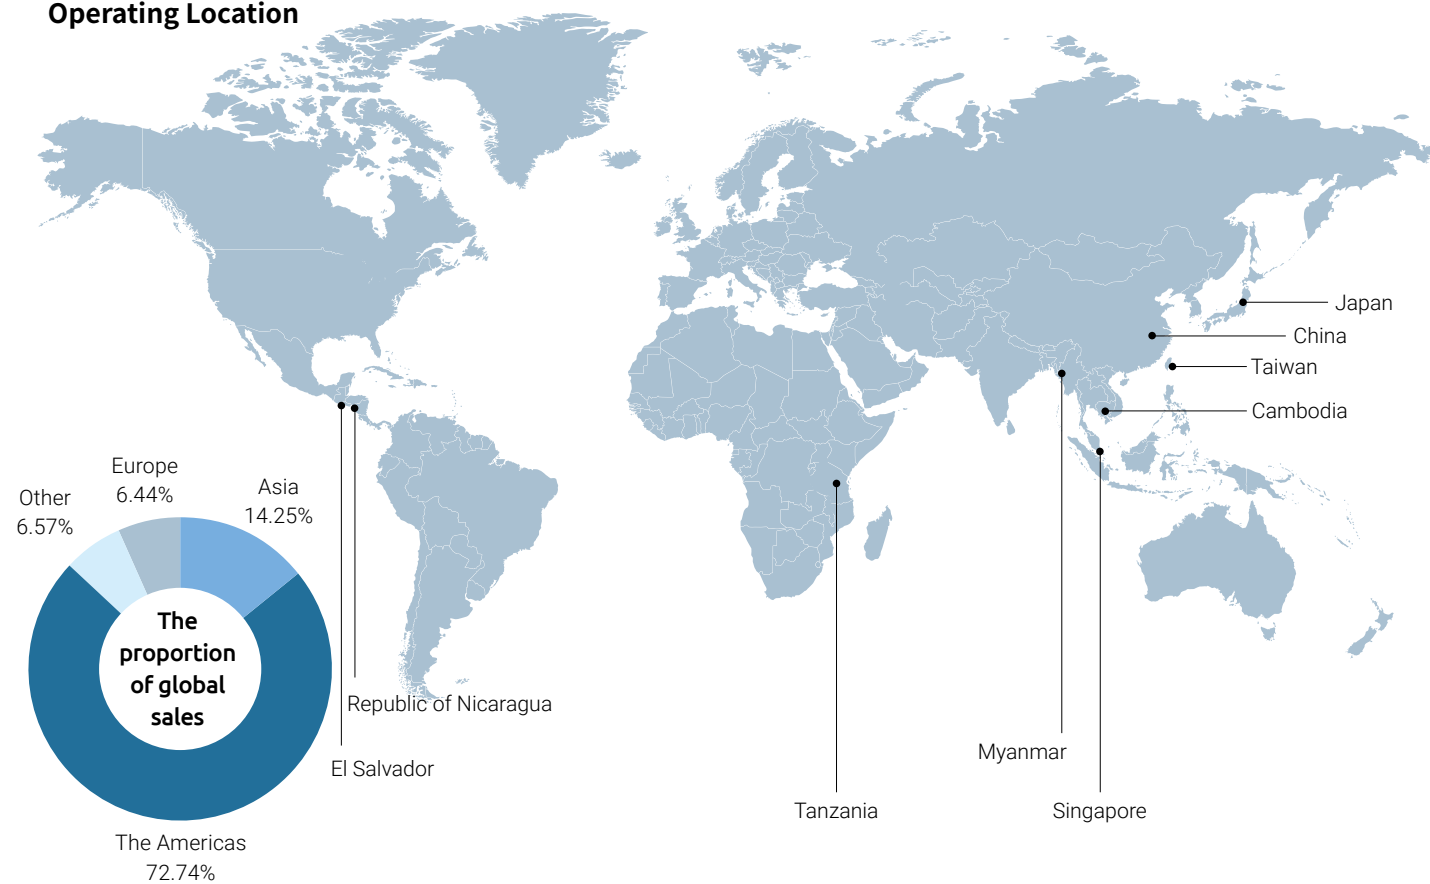 Operating Location
Japan
China
Taiwan
Cambodia
Europe
6.44%
Asia
14.25%
Other
6.57%
The
proportion
of global
sales
Republic of Nicaragua
El Salvador
Myanmar
Tanzania
Singapore
The Americas
72.74%